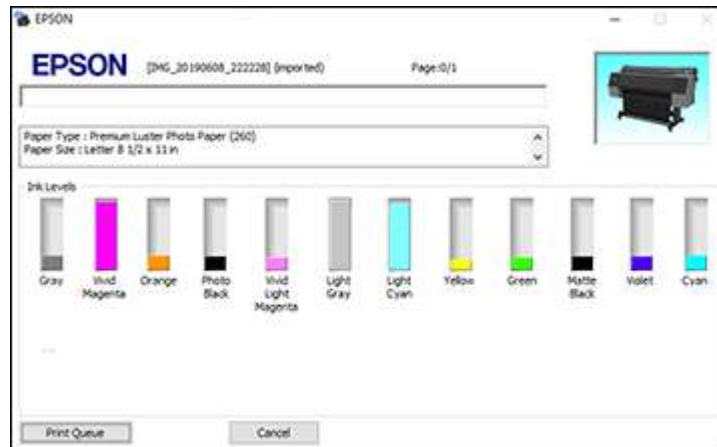 EPSON
EPSON
[IMG_20190608_222228] (imported)
Page:0/1
Paper Type : Premium Luster Photo Paper (260)
Paper Size : Letter 8 1/2 x 11 in
Ink Levels
Gray
Vivid Magenta
Orange
Photo Black
Vivid Light Magenta
Light Gray
Light Cyan
Yellow
Green
Matte Black
Violet
Cyan
Print Queue
Cancel